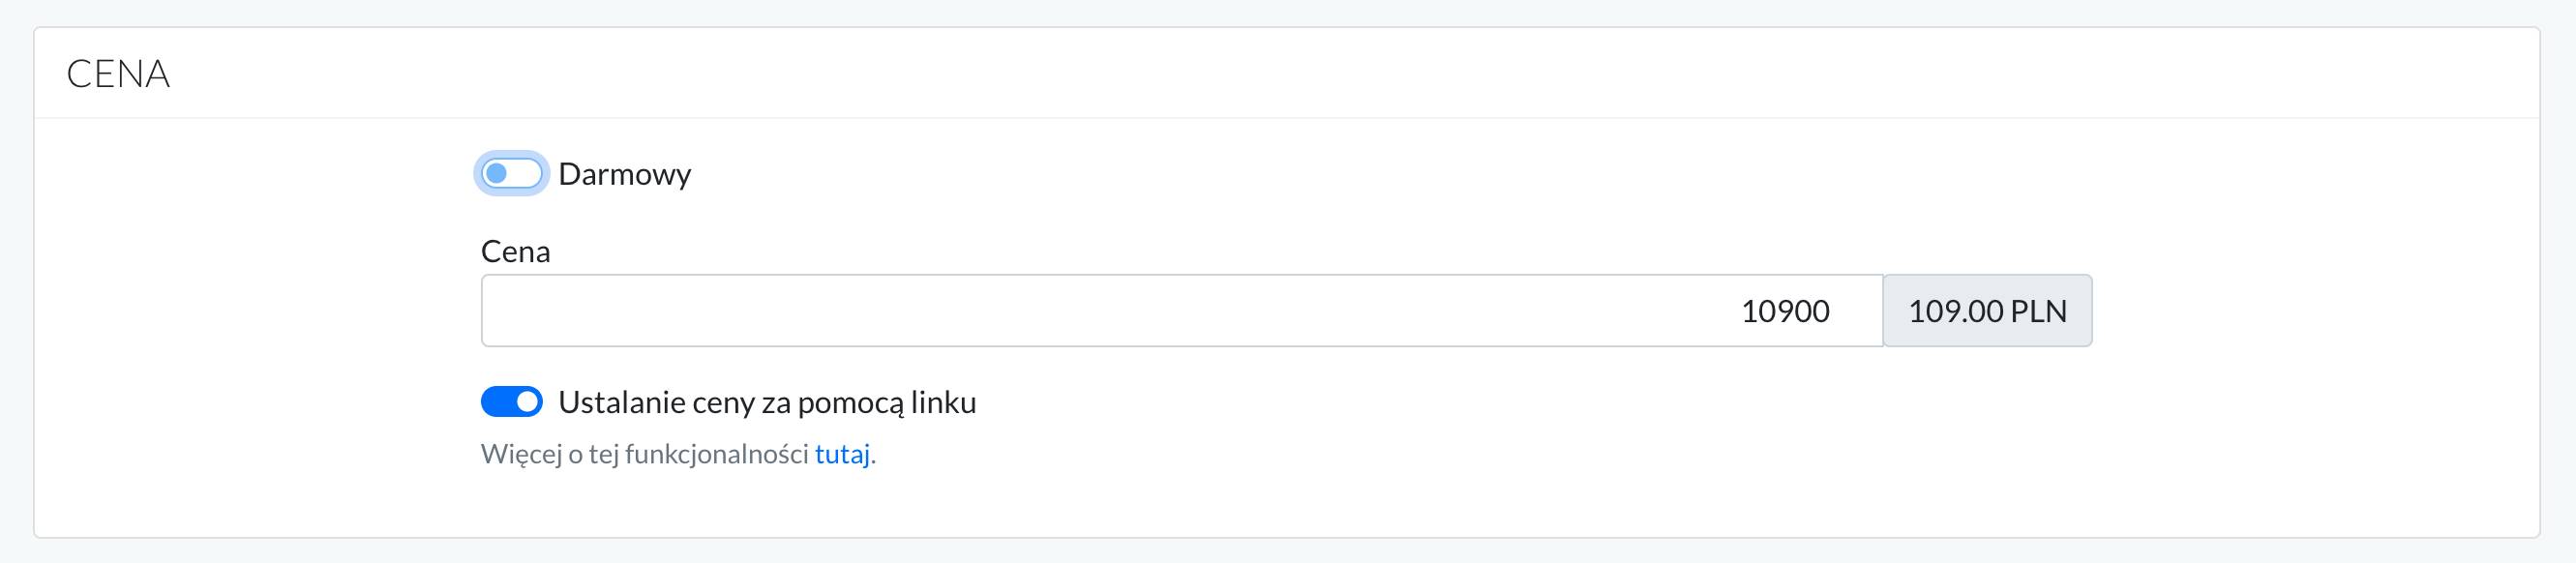 CENA
Darmowy
Cena
10900 109.00 PLN
Ustalanie ceny za pomocą linku
Więcej o tej funkcjonalności tutaj.